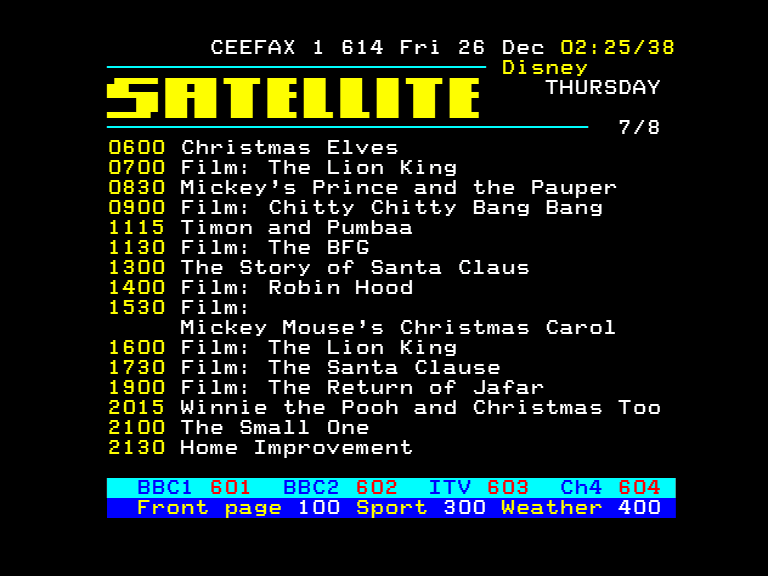 CEEFAX 1 614 Fri 26 Dec 02:25/38
Disney
SATELLITE THURSDAY
7/8
0600 Christmas Elves
0700 Film: The Lion King
0830 Mickey's Prince and the Pauper
0900 Film: Chitty Chitty Bang Bang
1115 Timon and Pumbaa
1130 Film: The BFG
1300 The Story of Santa Claus
1400 Film: Robin Hood
1530 Film:
Mickey Mouse's Christmas Carol
1600 Film: The Lion King
1730 Film: The Santa Clause
1900 Film: The Return of Jafar
2015 Winnie the Pooh and Christmas Too
2100 The Small One
2130 Home Improvement
BBC1 601 BBC2 602 ITV 603 Ch4 604
Front page 100 Sport 300 Weather 400